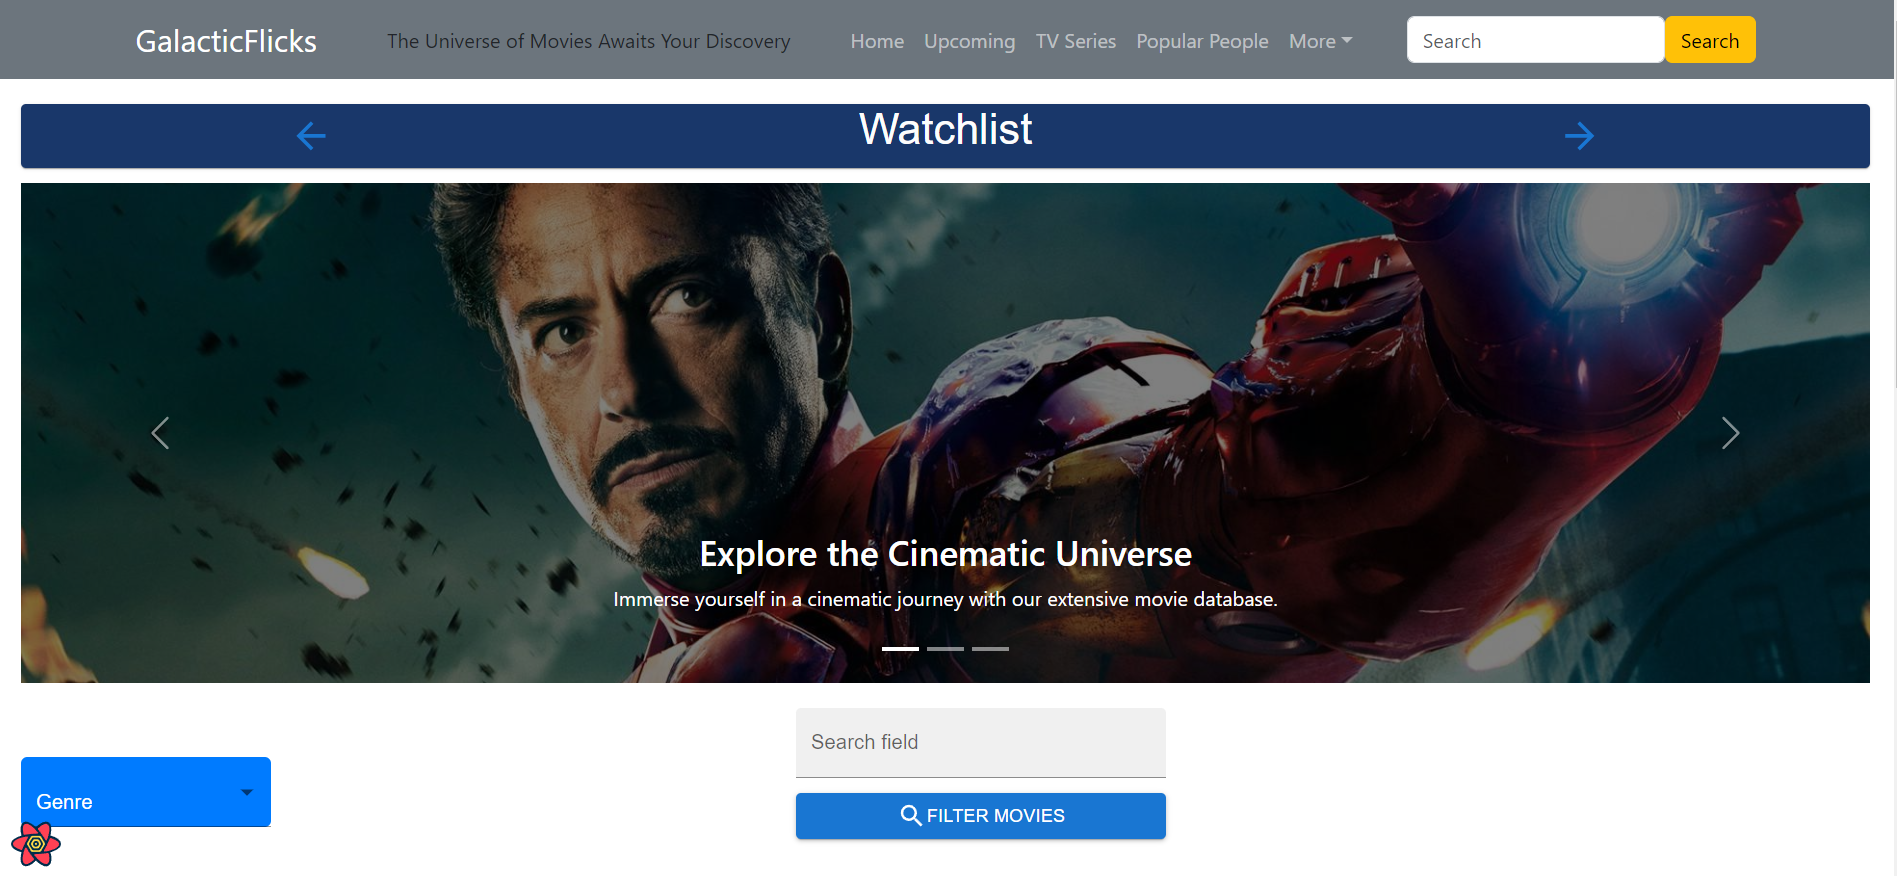 GalacticFlicks
The Universe of Movies Awaits Your Discovery
Home Upcoming TV Series Popular People More
Search Search
Watchlist
Explore the Cinematic Universe
Immerse yourself in a cinematic journey with our extensive movie database.
Search field
Genre
FILTER MOVIES